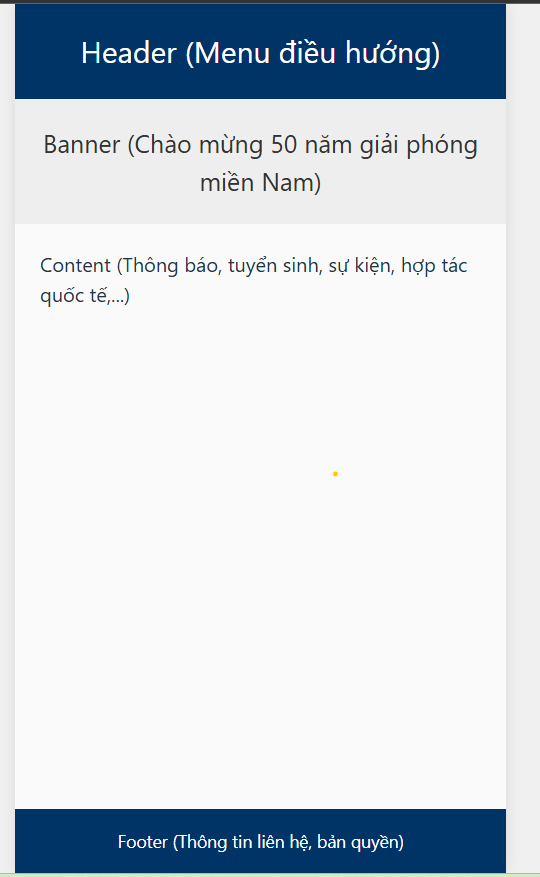 Header (Menu điều hướng)
Banner (Chào mừng 50 năm giải phóng
miền Nam)
Content (Thông báo, tuyển sinh, sự kiện, hợp tác
quốc tế,...)
Footer (Thông tin liên hệ, bản quyền)